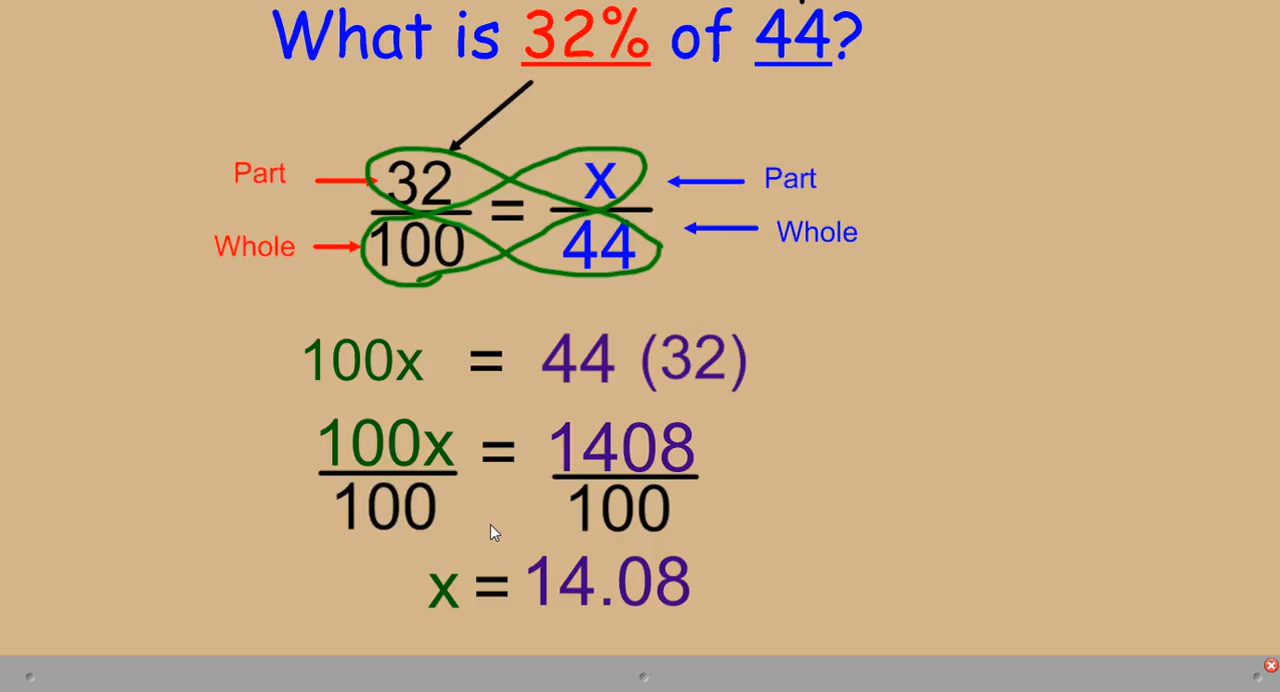 What is 32% of 44?
Part 32 x Part
=
Whole 100 44 Whole
100x = 44 (32)
100x = 1408
100 100
x = 14.08